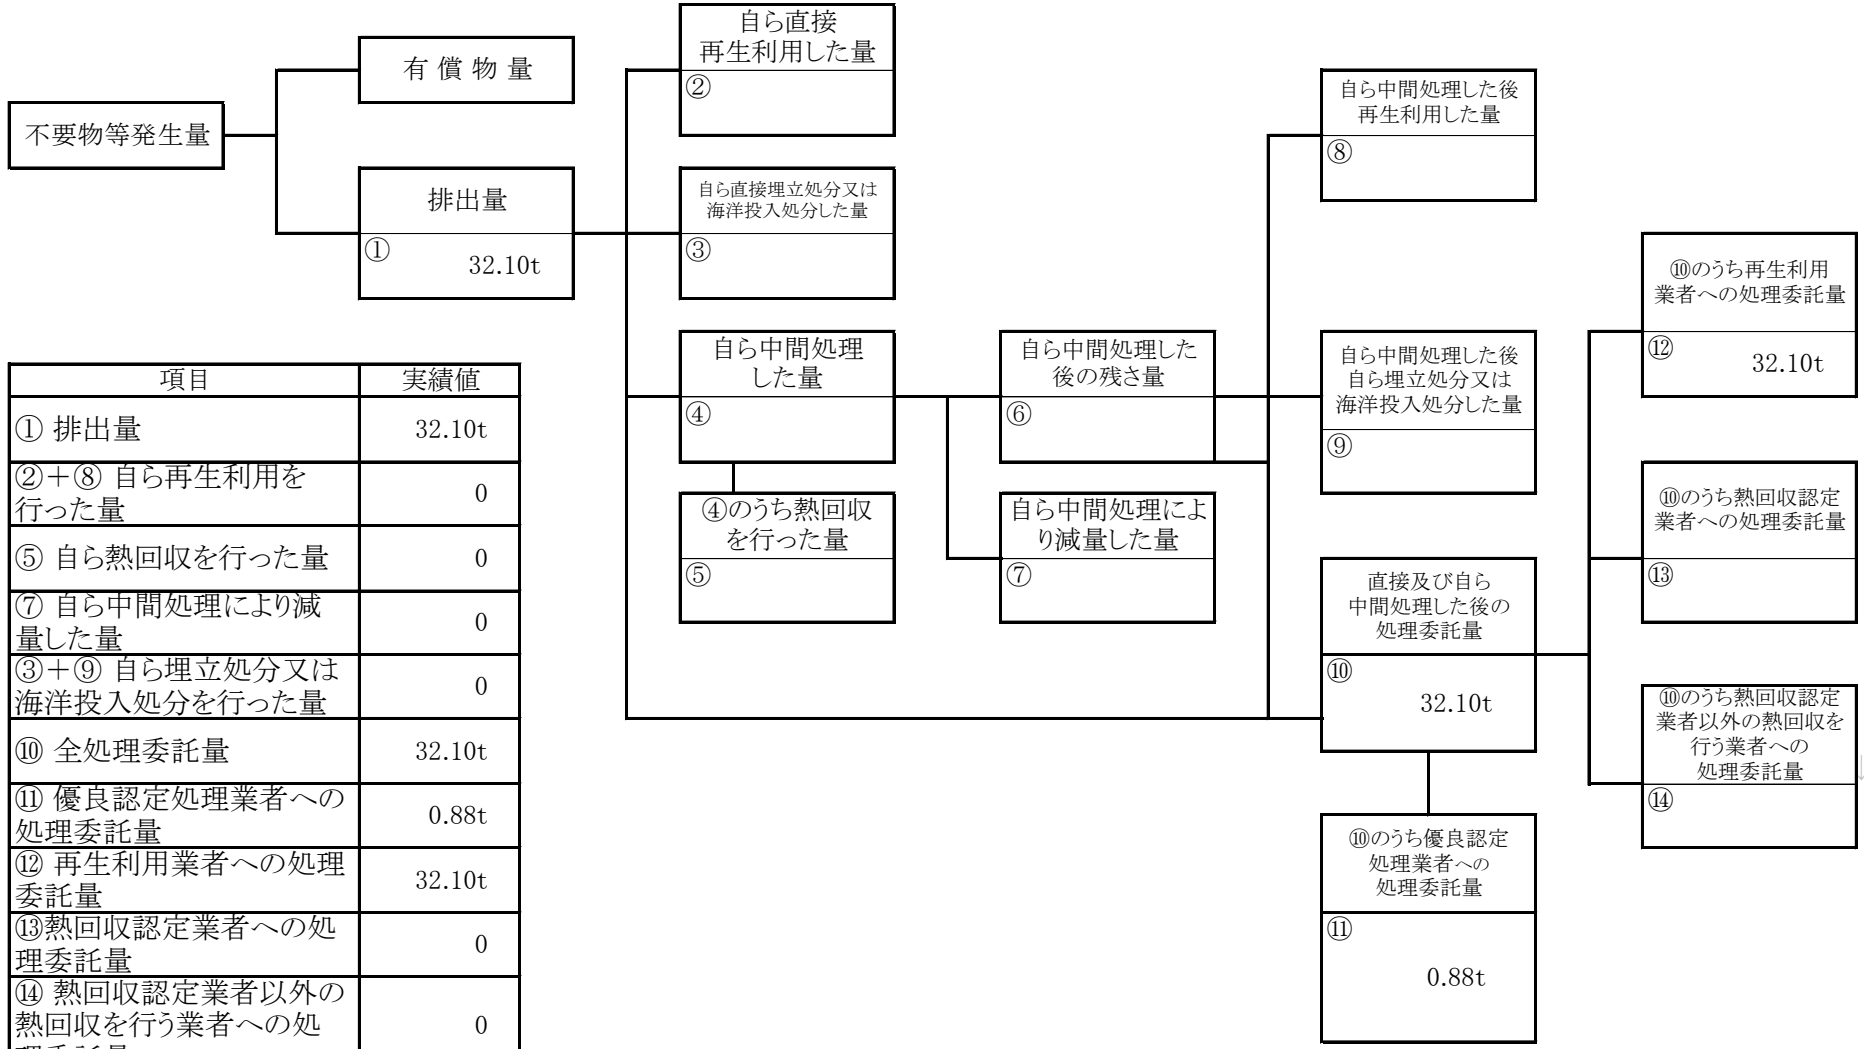 不要物等発生量
有 償 物 量
排出量
①
32.10t
自ら直接
再生利用した量
②
自ら直接埋立処分又は
海洋投入処分した量
③
自ら中間処理
した量
④
④のうち熱回収
を行った量
⑤
自ら中間処理した
後の残さ量
⑥
自ら中間処理によ
り減量した量
⑦
自ら中間処理した後
再生利用した量
⑧
自ら中間処理した後
自ら埋立処分又は
海洋投入処分した量
⑨
直接及び自ら
中間処理した後の
処理委託量
⑩
32.10t
⑩のうち優良認定
処理業者への
処理委託量
⑪
0.88t
⑩のうち再生利用
業者への処理委託量
⑫
32.10t
⑩のうち熱回収認定
業者への処理委託量
⑬
⑩のうち熱回収認定
業者以外の熱回収を
行う業者への
処理委託量
⑭
項目 実績値
① 排出量 32.10t
②＋⑧ 自ら再生利用を
行った量 0
⑤ 自ら熱回収を行った量 0
⑦ 自ら中間処理により減
量した量 0
③＋⑨ 自ら埋立処分又は
海洋投入処分を行った量 0
⑩ 全処理委託量 32.10t
⑪ 優良認定処理業者への
処理委託量 0.88t
⑫ 再生利用業者への処理
委託量 32.10t
⑬熱回収認定業者への処
理委託量 0
⑭ 熱回収認定業者以外の
熱回収を行う業者への処 0